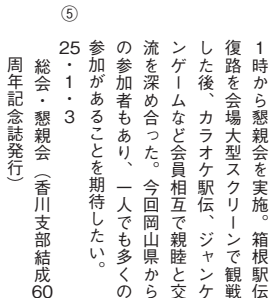 1時から懇親会を実施。箱根駅伝
復路を会場大型スクリーンで観戦
した後、カラオケ駅伝、ジャンケ
ンゲームなど会員相互で親睦と交
流を深め合った。今回岡山県から
の参加者もあり、一人でも多くの
参加があることを期待したい。
⑤
25・1・3
総会・懇親会（香川支部結成60
周年記念誌発行）